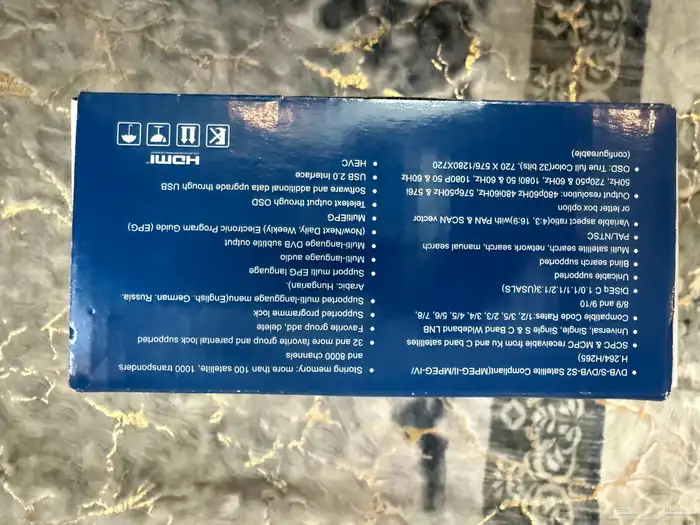 • DVB-S/DVB-S2 Satellite Compliant(MPEG-II/MPEG-IV/
H.264/H265)
• SCPC & MCPC receivable from Ku and C band satellites
• Universal, Single, Single S & C Band Wideband LNB
• Compatible Code Rates: 1/2, 3/5, 2/3, 3/4, 4/5, 5/6, 7/8,
8/9 and 9/10
• DiSEq C 1.0/1.1/1.2/1.3(USALS)
• Unicable supported
• Blind search supported
• Multi satellite search, network search, manual search
• PAL/NTSC
• Variable aspect ratio(4:3, 16:9)with PAN & SCAN vector
or letter box option
• Output resolution: 480p60Hz, 480i60Hz, 576p50Hz & 576i
50Hz, 720p50 & 60Hz, 1080i 50 & 60Hz, 1080P 50 & 60Hz
• OSD: True full Color(32 bits), 720 X 576/1280X720
(configureable)
• Storing memory: more than 100 satellite, 1000 transponders
and 8000 channels
• 32 and more favorite group and parental lock supported
• Favorite group add, delete
• Supported programme lock
• Supported multi-language menu(English. German. Russia.
Arabic. Hungarian).
• Support multi EPG language
• Multi-language audio
• Multi-language DVB subtitle output
• (Now/Next, Daily, Weekly) Electronic Program Guide (EPG)
• MultiEPG
• Teletext output through OSD
• Software and additional data upgrade through USB
• USB 2.0 Interface
• HEVC
HDMI